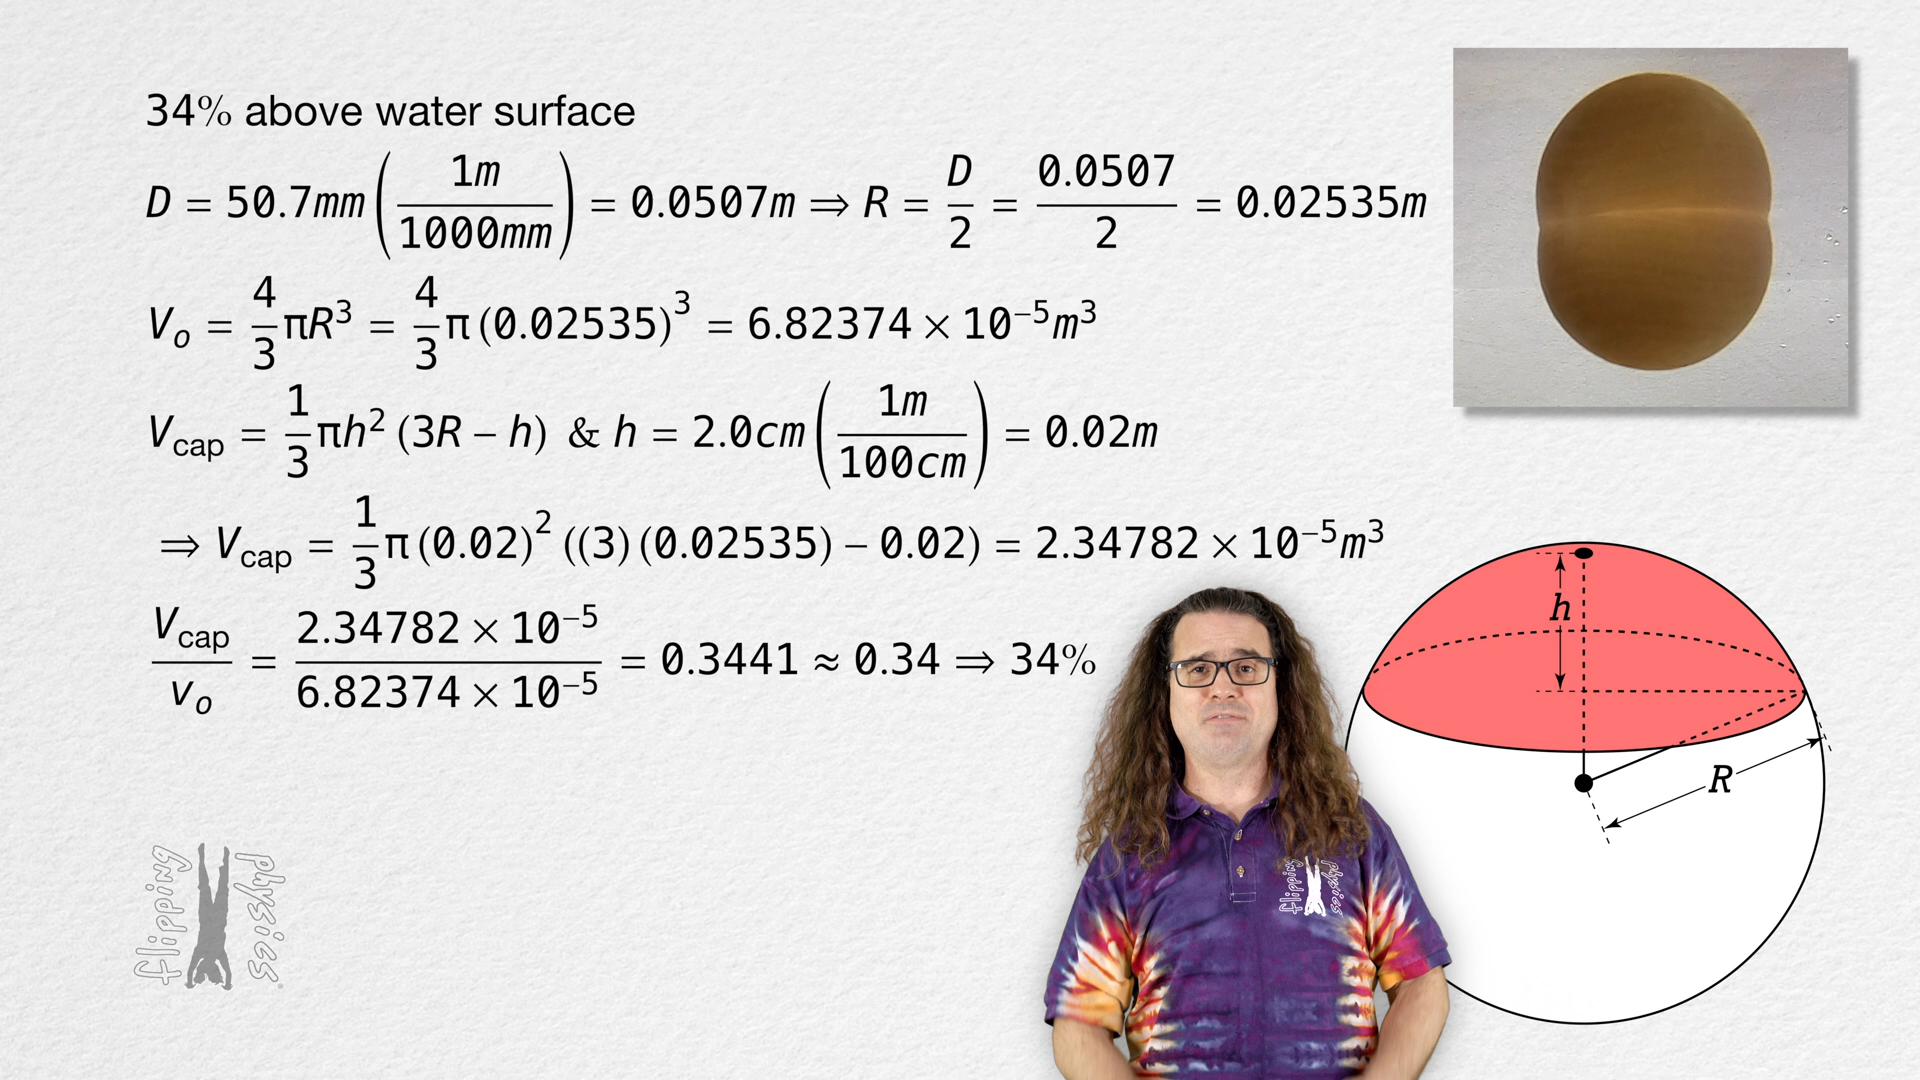 34% above water surface
D = 50.7mm (1m / 1000mm) = 0.0507m ⇒ R = D/2 = 0.0507/2 = 0.02535m
Vₒ = 4/3 πR³ = 4/3 π (0.02535)³ = 6.82374 × 10⁻⁵m³
V_cap = 1/3 πh² (3R − h) & h = 2.0cm (1m / 100cm) = 0.02m
⇒ V_cap = 1/3 π (0.02)² ((3) (0.02535) − 0.02) = 2.34782 × 10⁻⁵m³
V_cap / vₒ = 2.34782 × 10⁻⁵ / 6.82374 × 10⁻⁵ = 0.3441 ≈ 0.34 ⇒ 34%
h
R
flipping
physics
flipping
physics